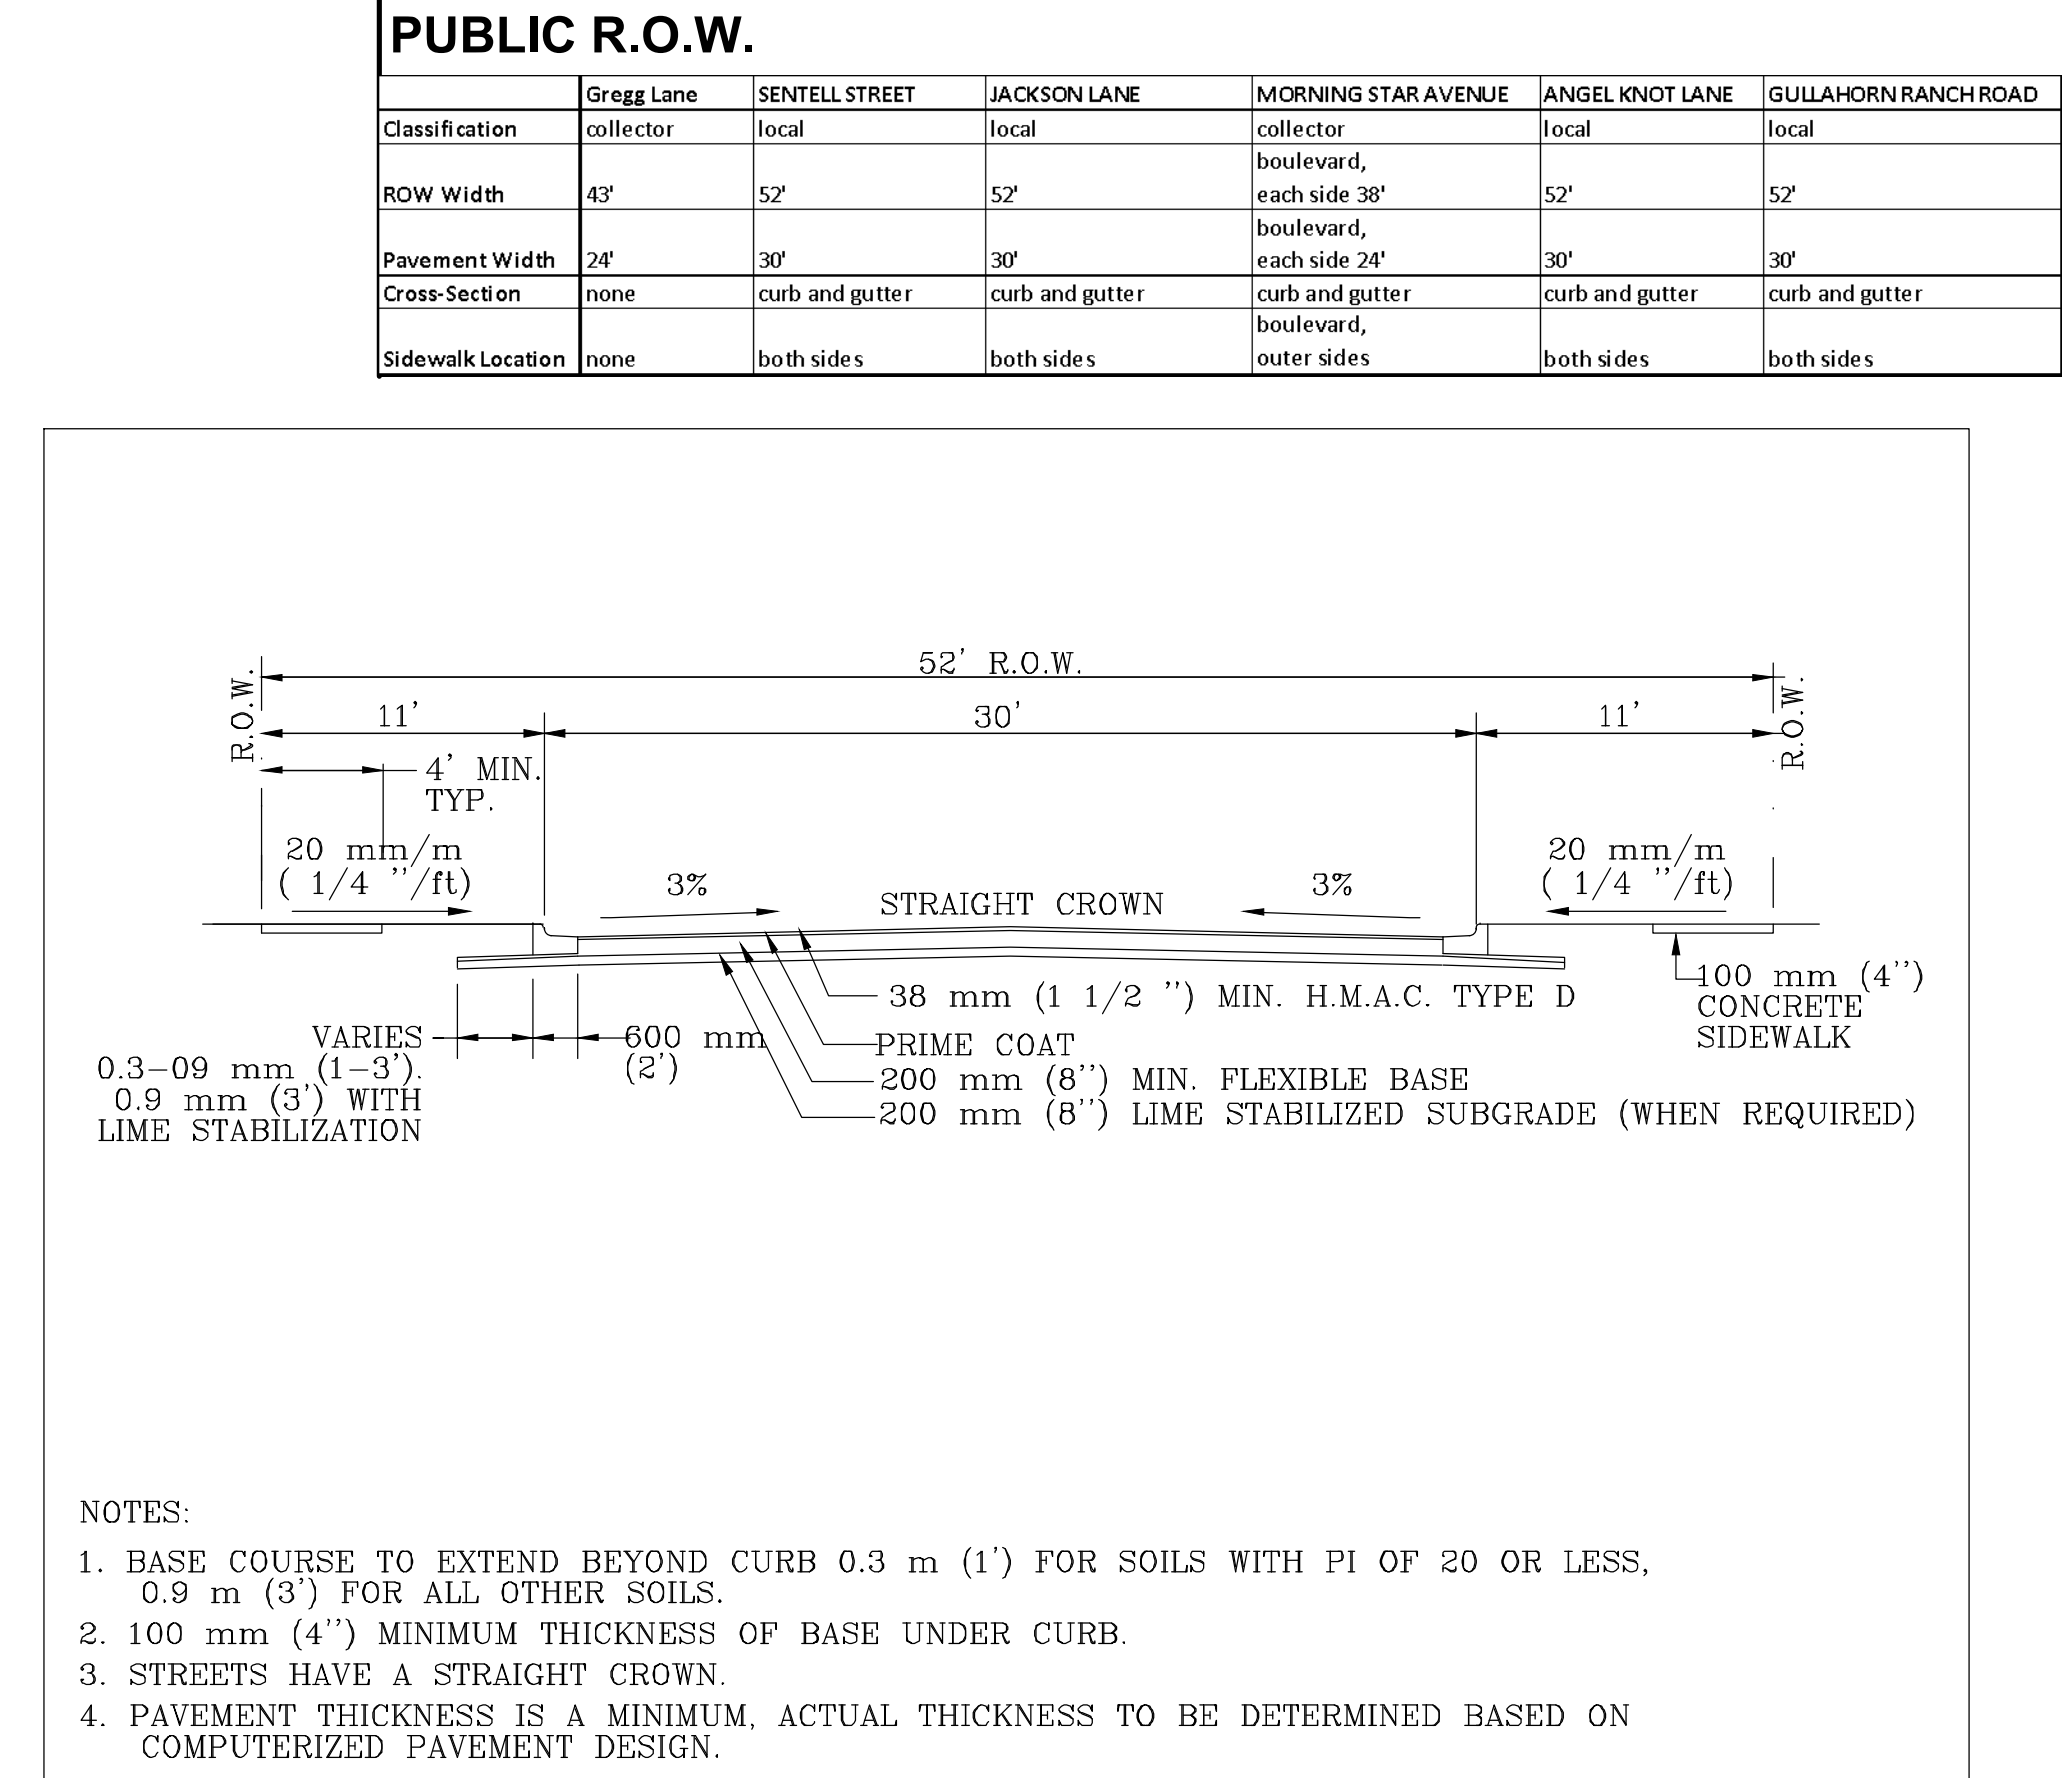 PUBLIC R.O.W.
Gregg Lane SENTELL STREET JACKSON LANE MORNING STAR AVENUE ANGEL KNOT LANE GULLAHORN RANCH ROAD
Classification collector local local collector local local
boulevard,
ROW Width 43' 52' 52' each side 38' 52' 52'
boulevard,
Pavement Width 24' 30' 30' each side 24' 30' 30'
Cross-Section none curb and gutter curb and gutter curb and gutter curb and gutter curb and gutter
boulevard,
Sidewalk Location none both sides both sides outer sides both sides both sides
52' R.O.W.
R.O.W.
R.O.W.
11' 30' 11'
4' MIN.
TYP.
20 mm/m
( 1/4 ''/ft)
3% STRAIGHT CROWN 3%
20 mm/m
( 1/4 ''/ft)
38 mm (1 1/2 '') MIN. H.M.A.C. TYPE D
PRIME COAT
200 mm (8'') MIN. FLEXIBLE BASE
200 mm (8'') LIME STABILIZED SUBGRADE (WHEN REQUIRED)
100 mm (4'')
CONCRETE
SIDEWALK
VARIES
0.3-09 mm (1-3').
0.9 mm (3') WITH
LIME STABILIZATION
600 mm
(2')
NOTES:
1. BASE COURSE TO EXTEND BEYOND CURB 0.3 m (1') FOR SOILS WITH PI OF 20 OR LESS,
0.9 m (3') FOR ALL OTHER SOILS.
2. 100 mm (4'') MINIMUM THICKNESS OF BASE UNDER CURB.
3. STREETS HAVE A STRAIGHT CROWN.
4. PAVEMENT THICKNESS IS A MINIMUM, ACTUAL THICKNESS TO BE DETERMINED BASED ON
COMPUTERIZED PAVEMENT DESIGN.